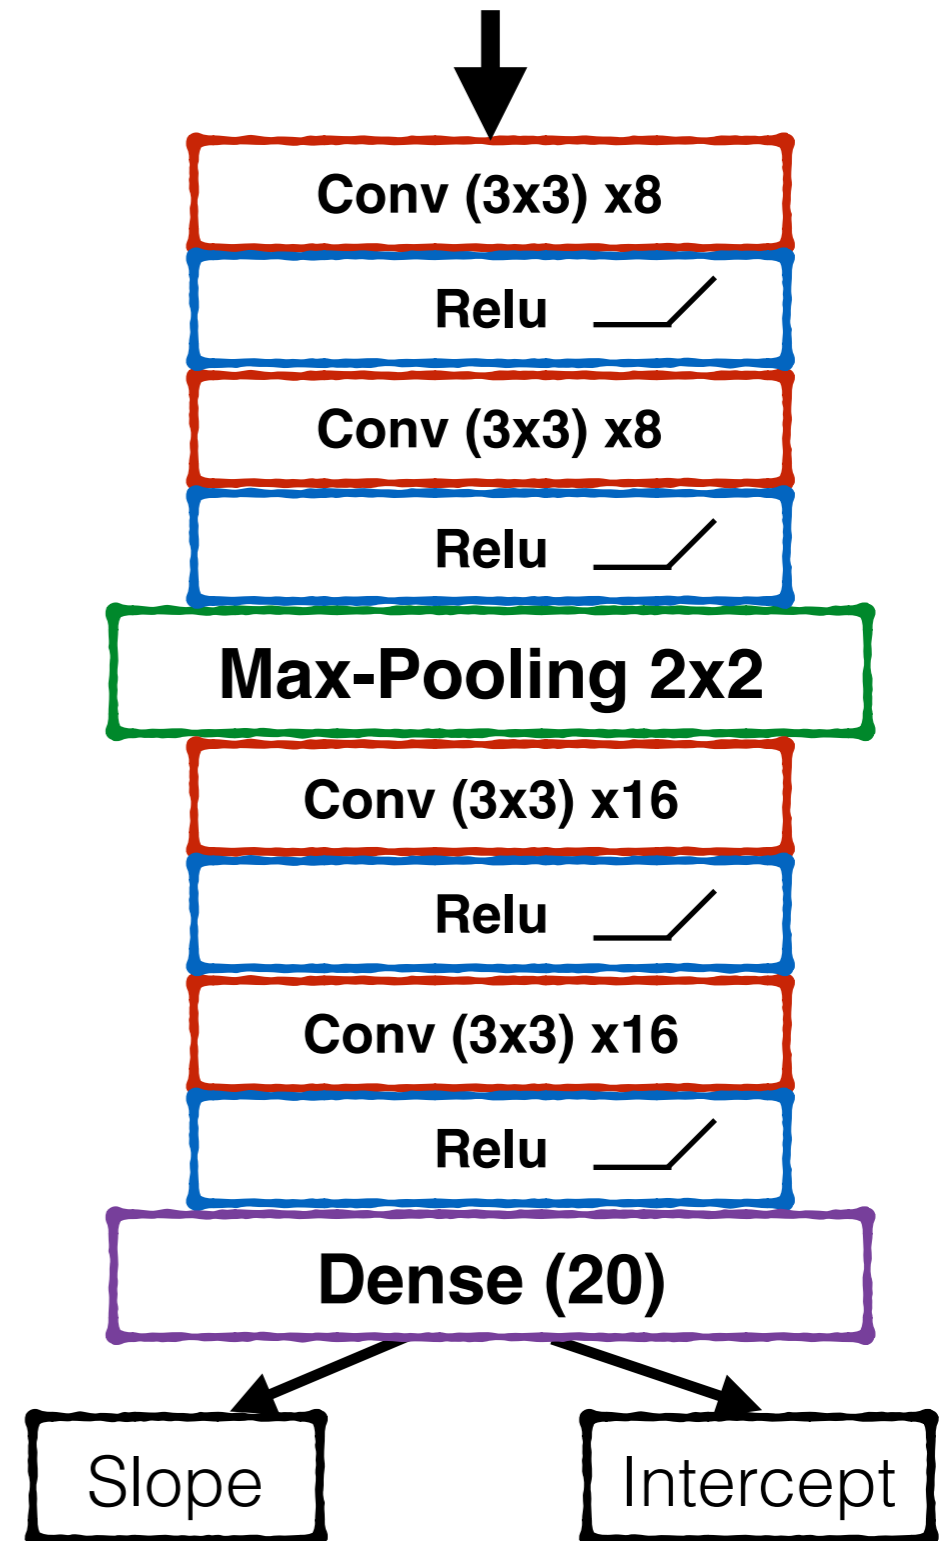 Conv (3x3) x8
Relu
Conv (3x3) x8
Relu
Max-Pooling 2x2
Conv (3x3) x16
Relu
Conv (3x3) x16
Relu
Dense (20)
Slope
Intercept